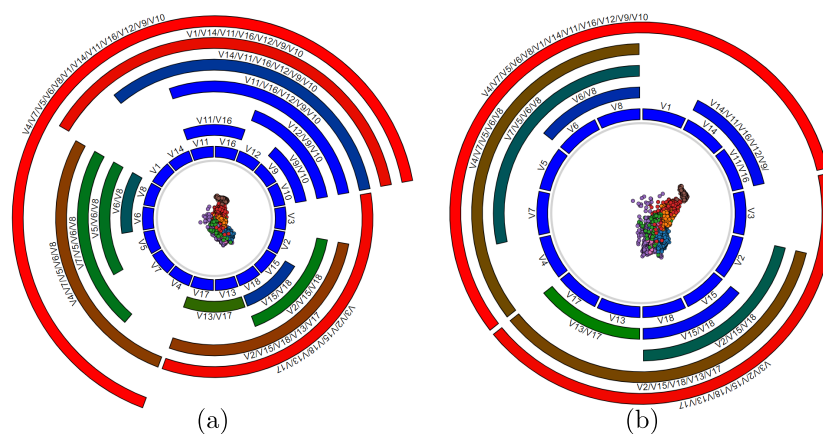 V4/V7/V5/V6/V8/V1/V14/V11/V16/V12/V9/V10
V1/V14/V11/V16/V12/V9/V10
V14/V11/V16/V12/V9/V10
V11/V16/V12/V9/V10
V12/V9/V10
V9/V10
V11/V16
V1
V14
V11
V16
V12
V9
V10
V3
V2
V15
V18
V13
V17
V4
V7
V5
V6
V8
V6/V8
V5/V6/V8
V7/V5/V6/V8
V4/V7/V5/V6/V8
V13/V17
V15/V18
V2/V15/V18
V2/V15/V18/V13/V17
V3/V2/V15/V18/V13/V17
(a)
V4/V7/V5/V6/V8/V1/V14/V11/V16/V12/V9/V10
V4/V7/V5/V6/V8
V7/V5/V6/V8
V6/V8
V14/V11/V16/V12/V9/
V11/V16
V8
V1
V14
V3
V2
V15
V18
V13
V17
V4
V7
V5
V6
V13/V17
V15/V18
V2/V15/V18
V2/V15/V18/V13/V17
V3/V2/V15/V18/V13/V17
(b)